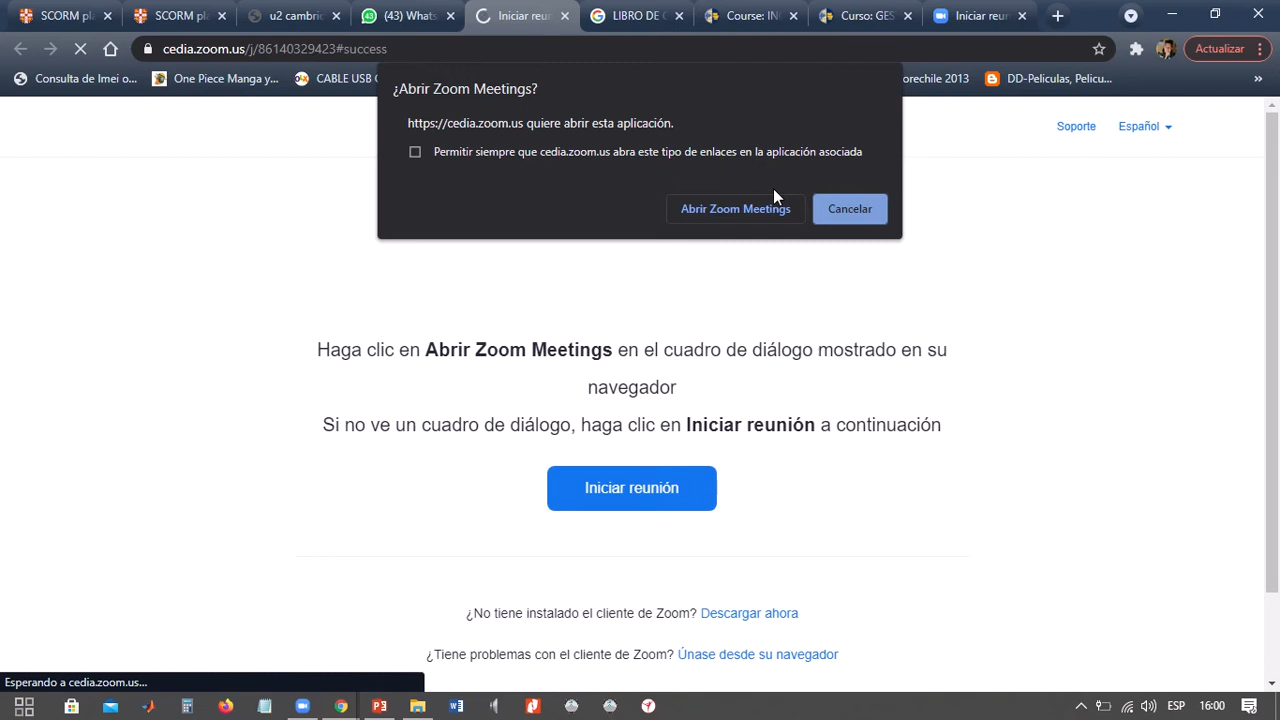 SCORM pla
SCORM pla
u2 cambric
(43) Whats
Iniciar reun
LIBRO DE C
Course: IN
Curso: GES
Iniciar reun
cedia.zoom.us/j/86140329423#success
Actualizar
Consulta de Imei o ...
One Piece Manga y...
CABLE USB
orechile 2013
DD-Peliculas, Pelicu...
»
¿Abrir Zoom Meetings?
https://cedia.zoom.us quiere abrir esta aplicación.
Permitir siempre que cedia.zoom.us abra este tipo de enlaces en la aplicación asociada
Abrir Zoom Meetings
Cancelar
Soporte
Español
Haga clic en Abrir Zoom Meetings en el cuadro de diálogo mostrado en su
navegador
Si no ve un cuadro de diálogo, haga clic en Iniciar reunión a continuación
Iniciar reunión
¿No tiene instalado el cliente de Zoom? Descargar ahora
¿Tiene problemas con el cliente de Zoom? Únase desde su navegador
Esperando a cedia.zoom.us...
ESP
16:00